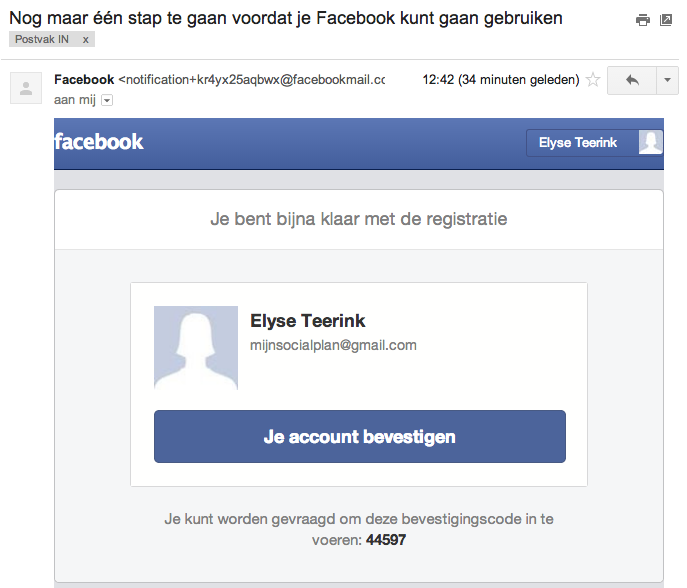 Nog maar één stap te gaan voordat je Facebook kunt gaan gebruiken
Postvak IN x
Facebook <notification+kr4yx25aqbwx@facebookmail.cc 12:42 (34 minuten geleden)
aan mij
facebook Elyse Teerink
Je bent bijna klaar met de registratie
Elyse Teerink
mijnsocialplan@gmail.com
Je account bevestigen
Je kunt worden gevraagd om deze bevestigingscode in te
voeren: 44597